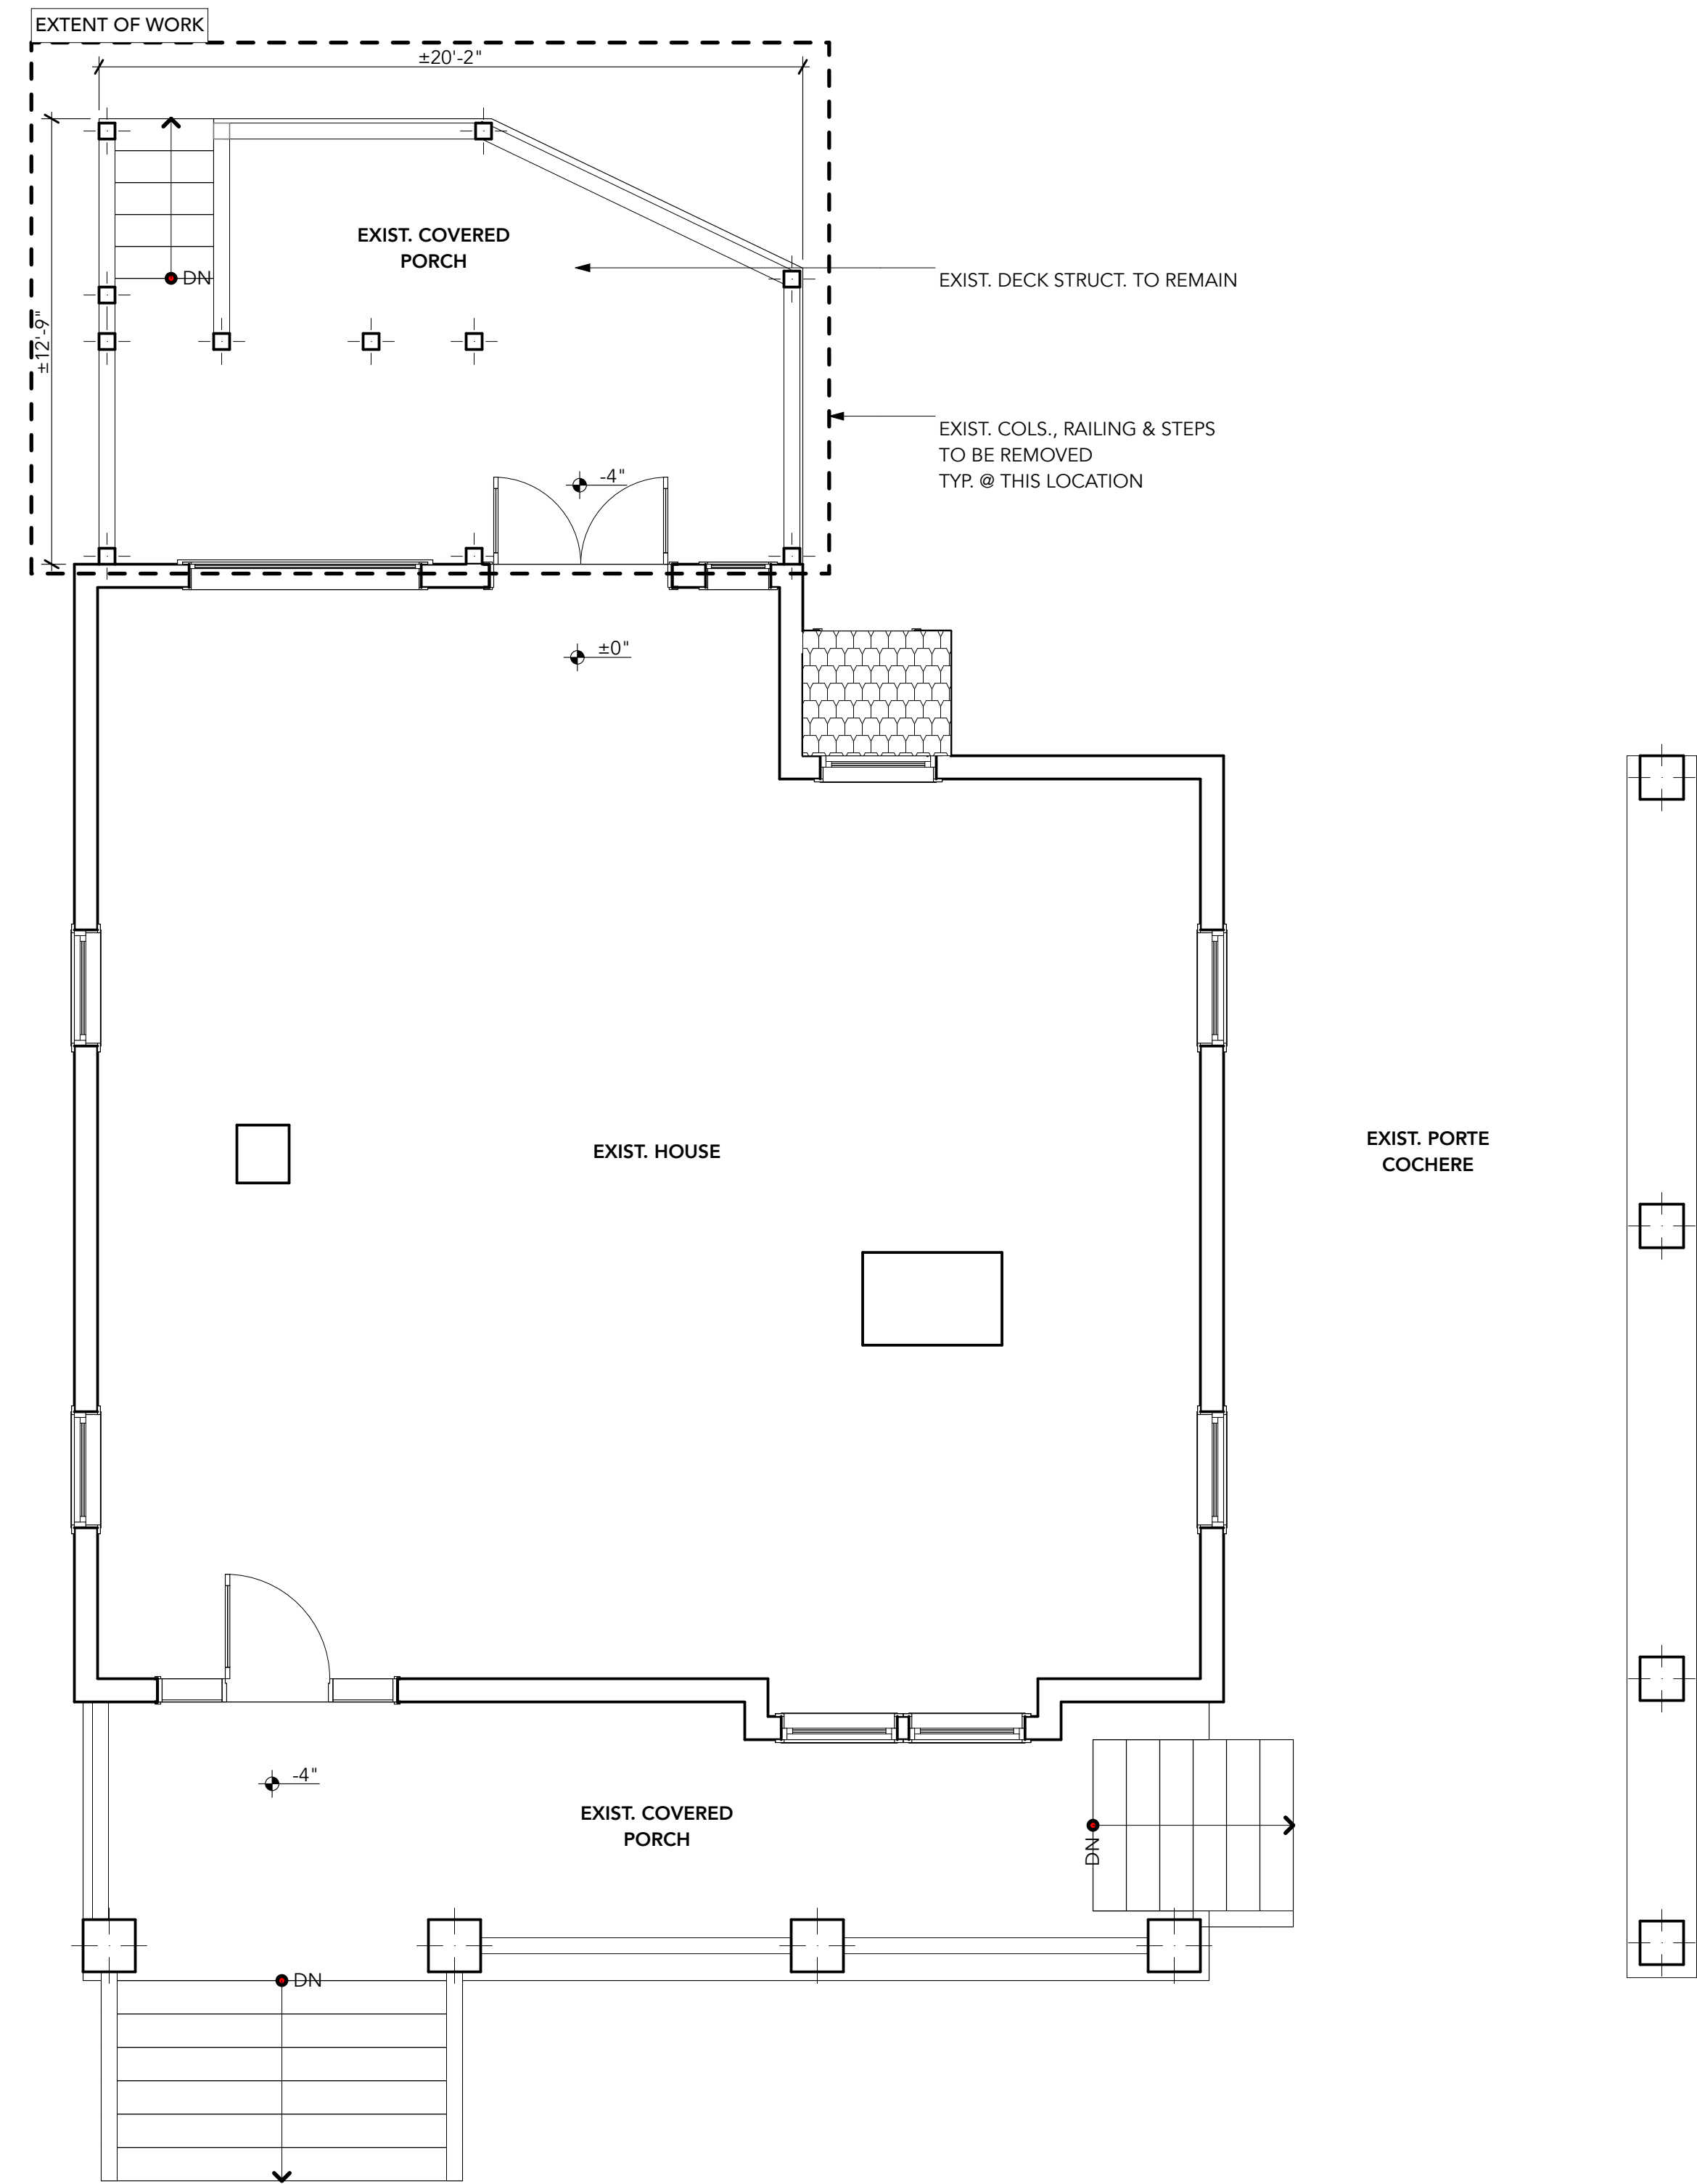 EXTENT OF WORK
±20'-2"
EXIST. COVERED
PORCH
DN
EXIST. DECK STRUCT. TO REMAIN
±12'-9"
EXIST. COLS., RAILING & STEPS
TO BE REMOVED
TYP. @ THIS LOCATION
-4"
±0"
EXIST. HOUSE
EXIST. PORTE
COCHERE
-4"
EXIST. COVERED
PORCH
DN
DN